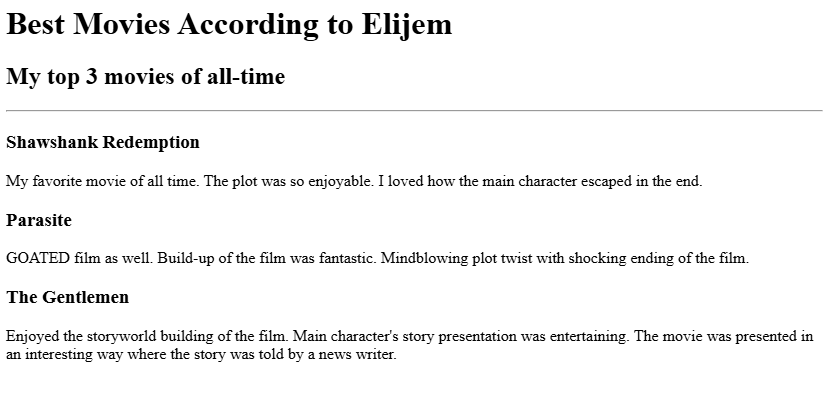 Best Movies According to Elijem
My top 3 movies of all-time
Shawshank Redemption
My favorite movie of all time. The plot was so enjoyable. I loved how the main character escaped in the end.
Parasite
GOATED film as well. Build-up of the film was fantastic. Mindblowing plot twist with shocking ending of the film.
The Gentlemen
Enjoyed the storyworld building of the film. Main character's story presentation was entertaining. The movie was presented in
an interesting way where the story was told by a news writer.